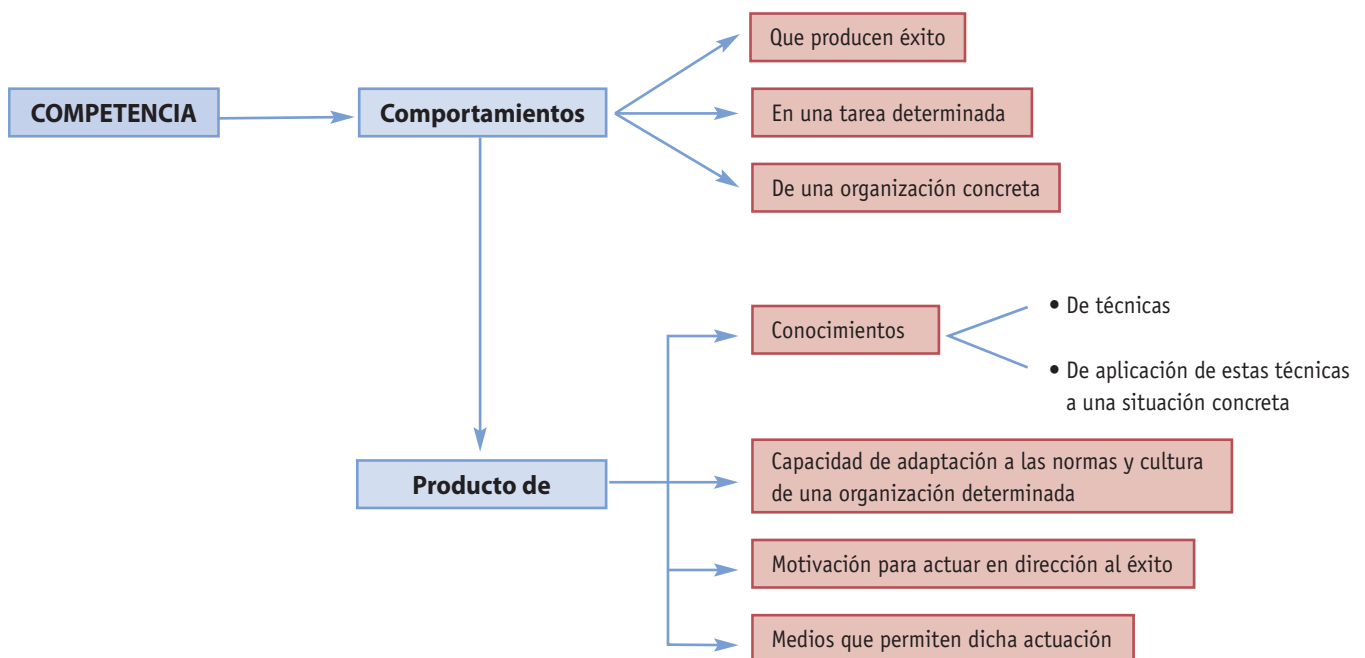 COMPETENCIA
Comportamientos
Que producen éxito
En una tarea determinada
De una organización concreta
Producto de
Conocimientos
• De técnicas
• De aplicación de estas técnicas
a una situación concreta
Capacidad de adaptación a las normas y cultura
de una organización determinada
Motivación para actuar en dirección al éxito
Medios que permiten dicha actuación